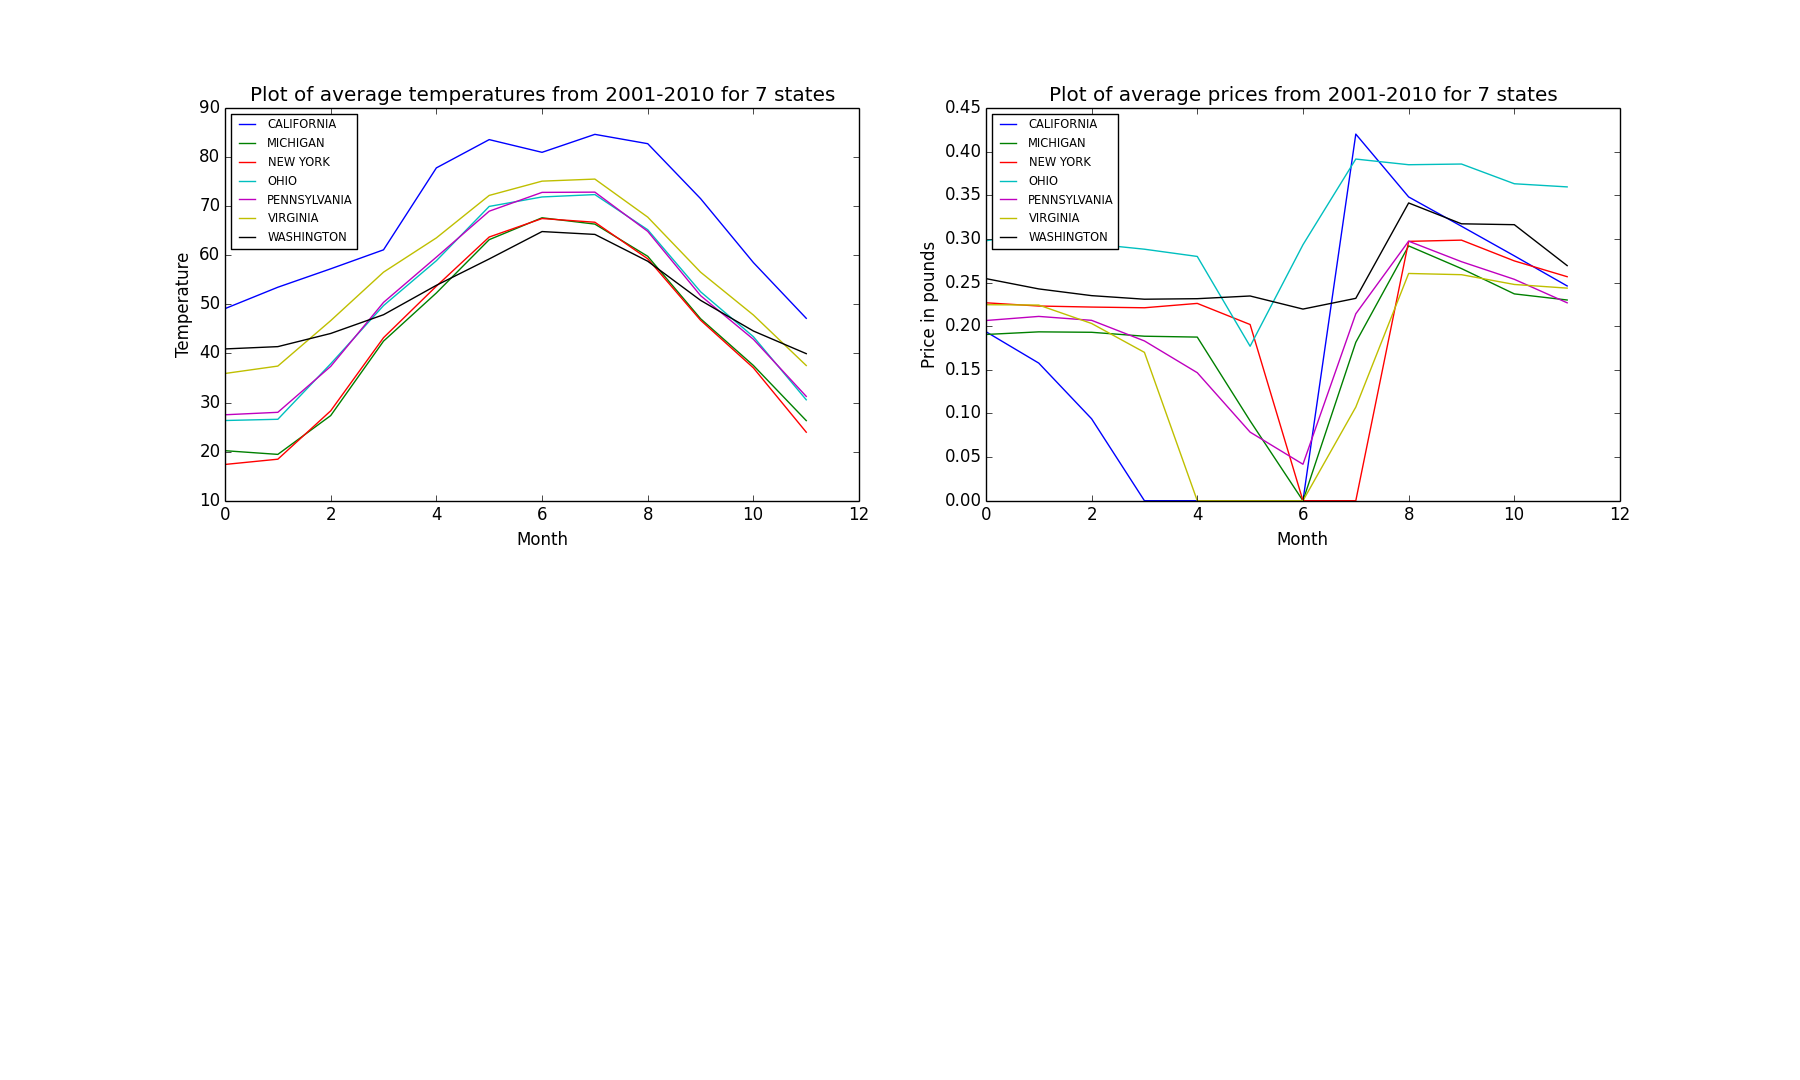 Plot of average temperatures from 2001-2010 for 7 states
90
80
70
60
50
40
30
20
10
Temperature
CALIFORNIA
MICHIGAN
NEW YORK
OHIO
PENNSYLVANIA
VIRGINIA
WASHINGTON
0 2 4 6 8 10 12
Month
Plot of average prices from 2001-2010 for 7 states
0.45
0.40
0.35
0.30
0.25
0.20
0.15
0.10
0.05
0.00
Price in pounds
CALIFORNIA
MICHIGAN
NEW YORK
OHIO
PENNSYLVANIA
VIRGINIA
WASHINGTON
0 2 4 6 8 10 12
Month